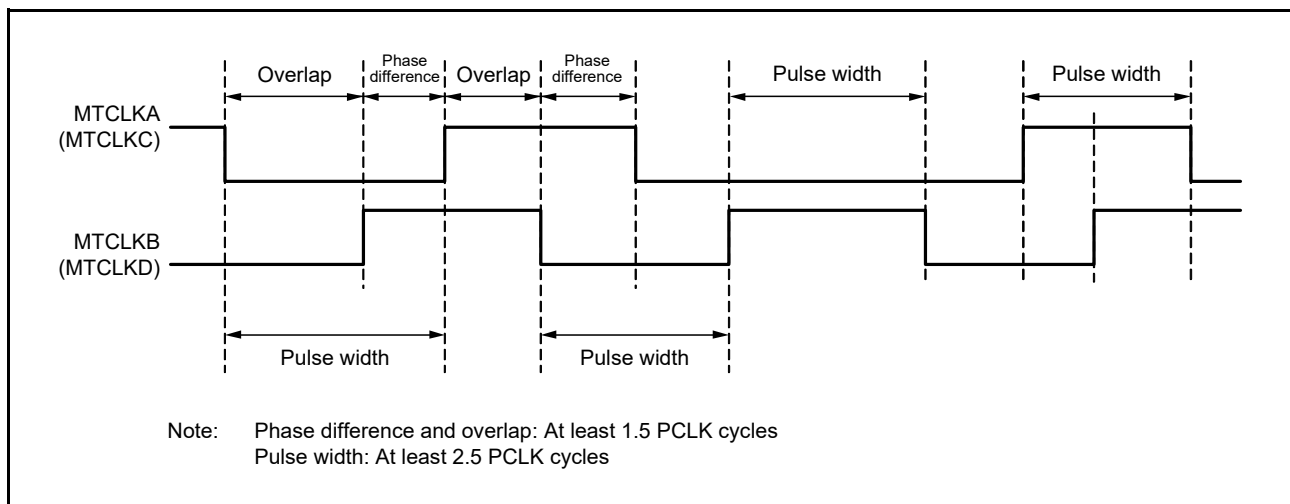 Overlap
Phase
difference
Overlap
Phase
difference
Pulse width
Pulse width
MTCLKA
(MTCLKC)
MTCLKB
(MTCLKD)
Pulse width
Pulse width
Note: Phase difference and overlap: At least 1.5 PCLK cycles
Pulse width: At least 2.5 PCLK cycles